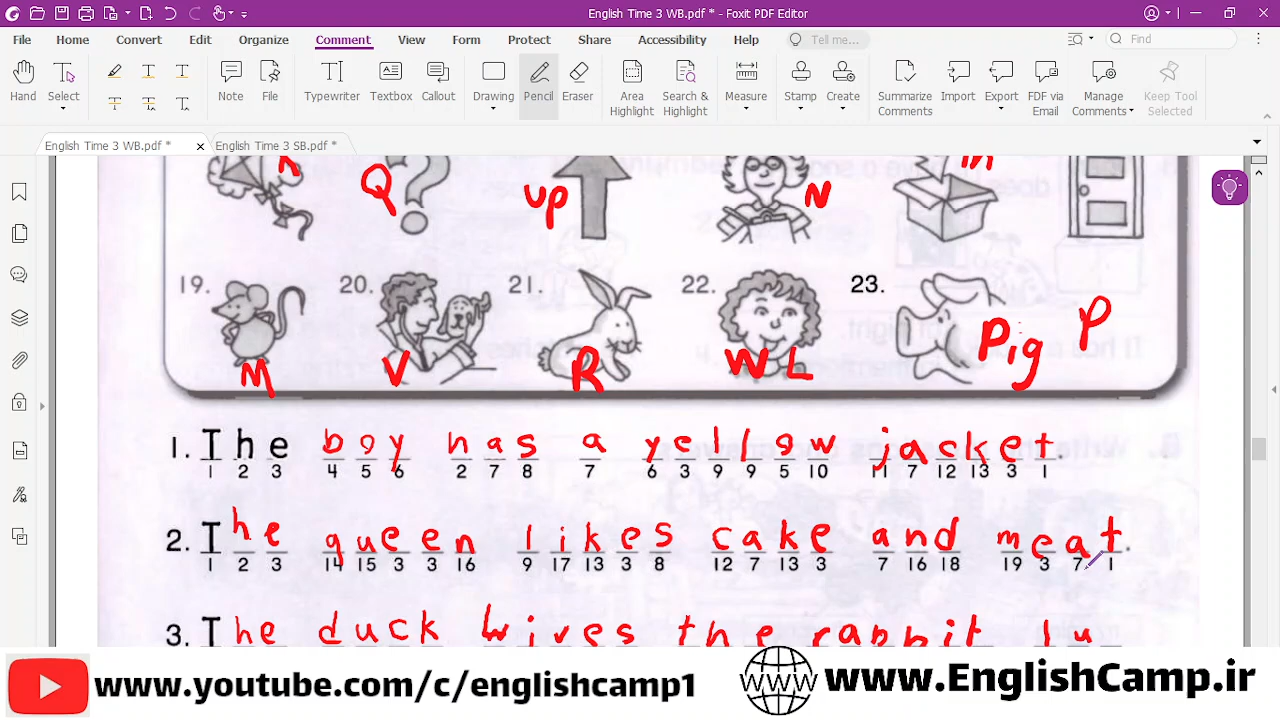 English Time 3 WB.pdf * - Foxit PDF Editor
File Home Convert Edit Organize Comment View Form Protect Share Accessibility Help Tell me... Find
Hand Select Note File Typewriter Textbox Callout Drawing Pencil Eraser Area Highlight Search & Highlight Measure Stamp Create Summarize Comments Import Export PDF via Email Manage Comments Keep Tool Selected
English Time 3 WB.pdf * English Time 3 SB.pdf *
Q up N in
19. 20. 21. 22. 23.
M V R W L Pig P
1. The boy has a yellow jacket.
1 2 3 4 5 6 2 7 8 7 6 3 9 9 5 10 11 7 12 13 3 1
2. The queen likes cake and meat.
1 2 3 14 15 3 3 16 9 17 13 3 8 12 7 13 3 7 16 18 19 3 7 1
3. The duck wives the rabbit
www.youtube.com/c/englishcamp1 www www.EnglishCamp.ir